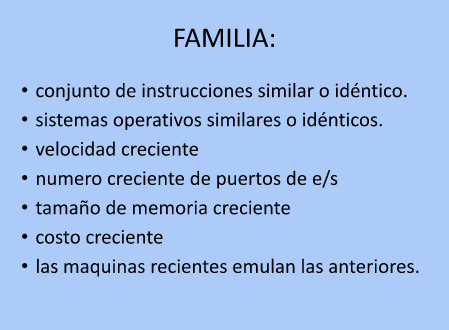 FAMILIA:
• conjunto de instrucciones similar o idéntico.
• sistemas operativos similares o idénticos.
• velocidad creciente
• numero creciente de puertos de e/s
• tamaño de memoria creciente
• costo creciente
• las maquinas recientes emulan las anteriores.